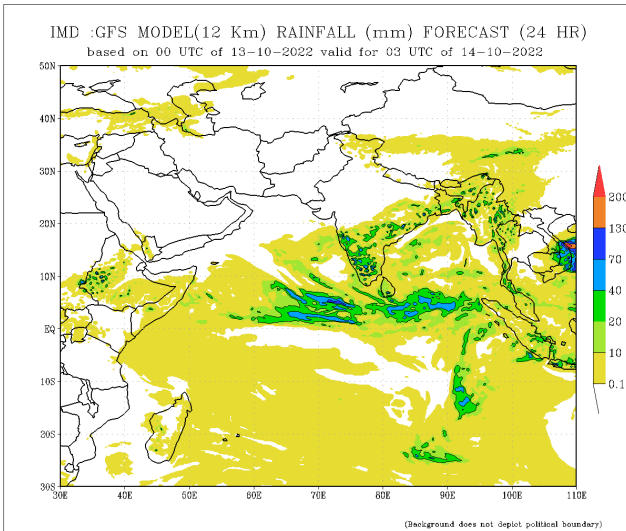 IMD :GFS MODEL(12 Km) RAINFALL (mm) FORECAST (24 HR)
based on 00 UTC of 13-10-2022 valid for 03 UTC of 14-10-2022
50N
40N
30N
20N
10N
EQ
10S
20S
30S
30E 40E 50E 60E 70E 80E 90E 100E 110E
200
130
70
40
20
10
0.1
(Background does not depict political boundary)